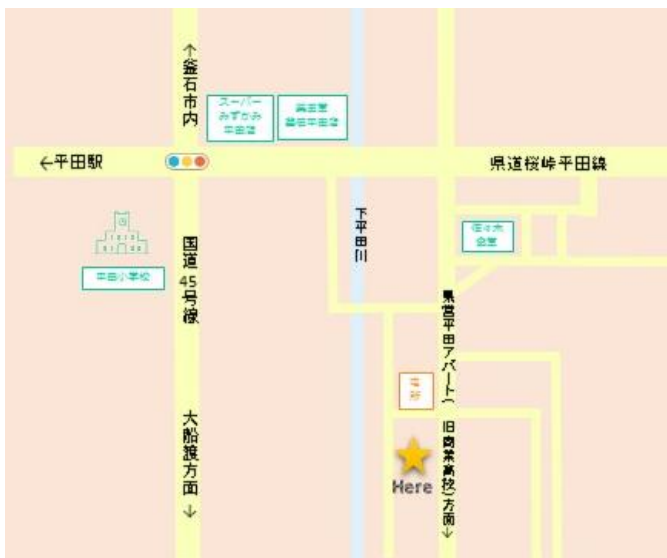 ↑釜石市内
スーパー
みずかみ
平田店
←平田駅
県道桜峠平田線
下平田川
平田小学校
国道45号線
佐々木
県営平田アパート(旧商業高校)方面↓
大船渡方面↓
Here